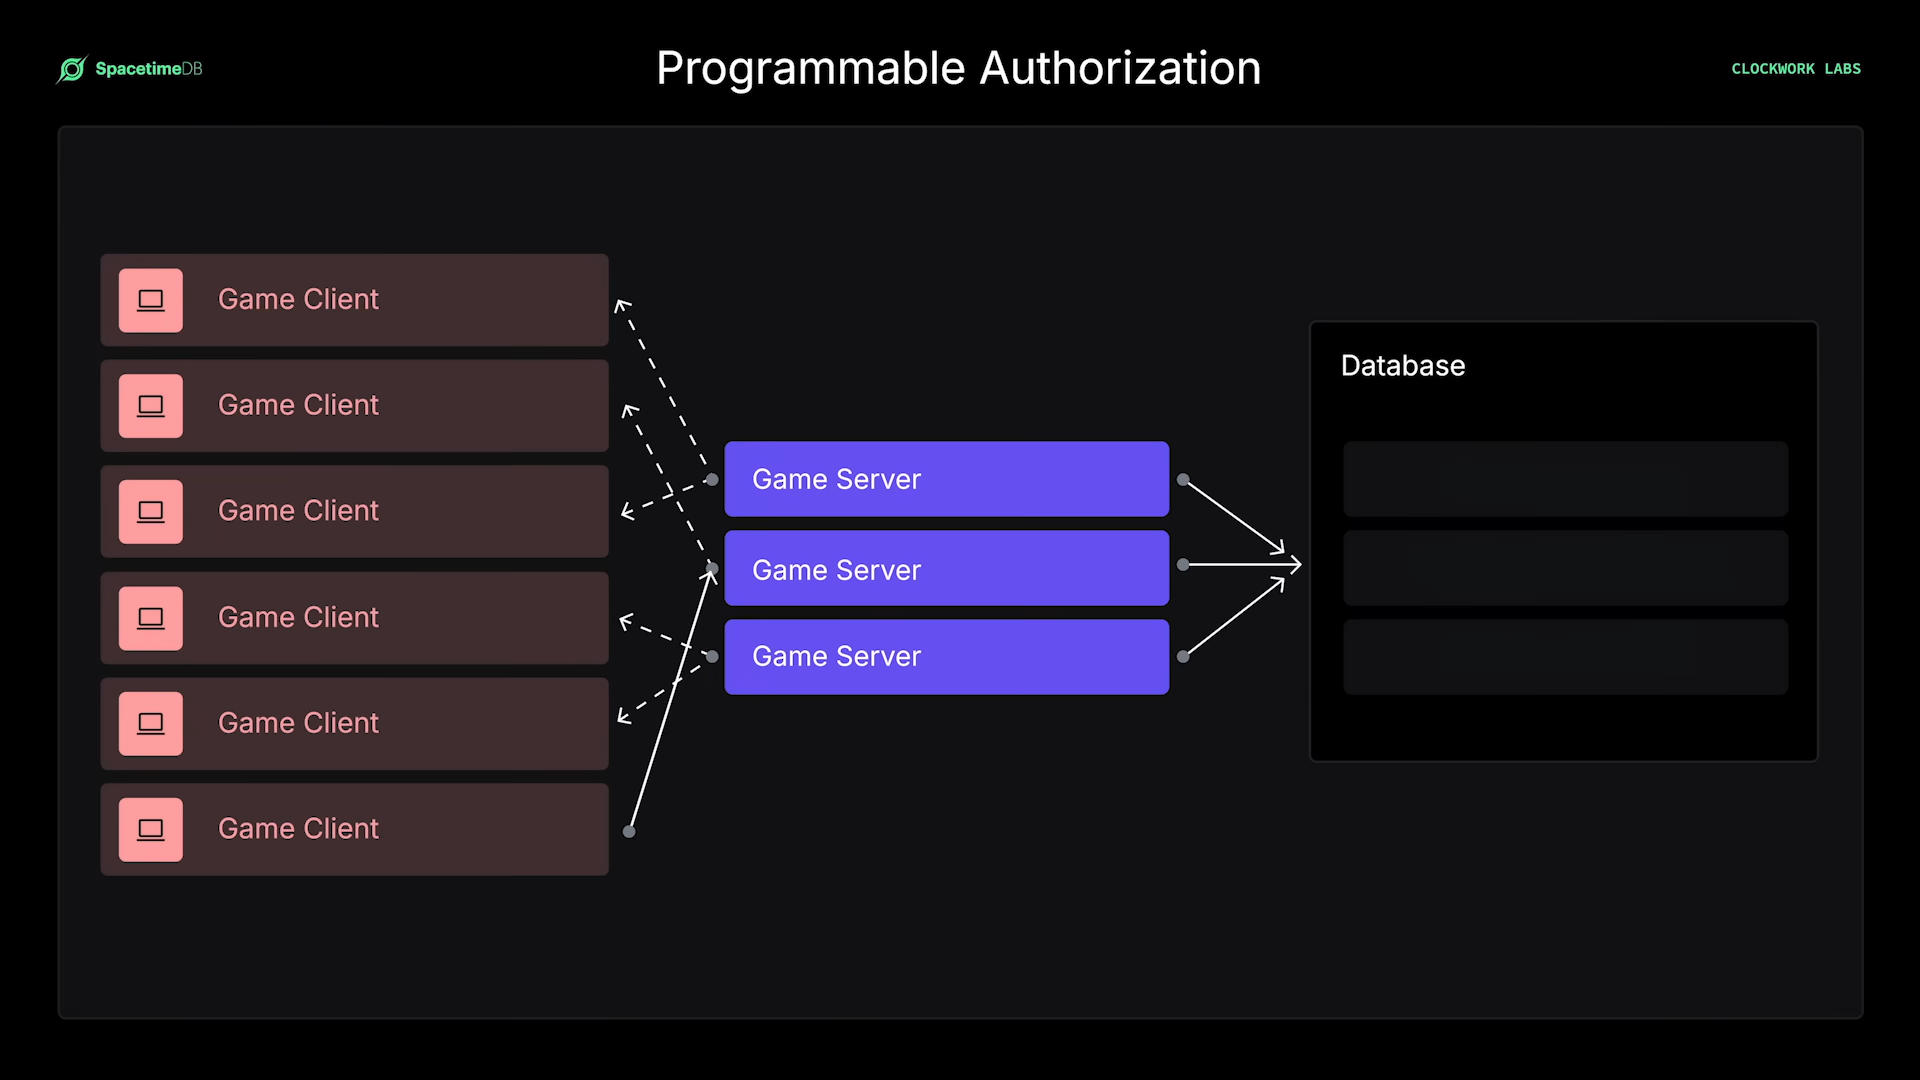 SpacetimeDB
Programmable Authorization
CLOCKWORK LABS
Game Client
Game Client
Game Client
Game Client
Game Client
Game Client
Game Server
Game Server
Game Server
Database